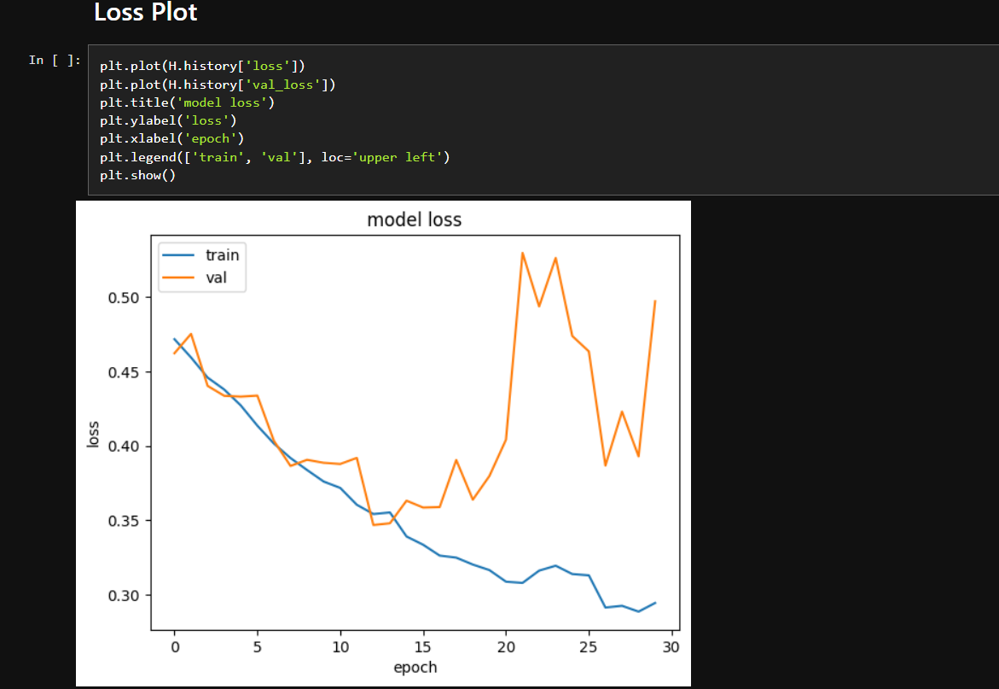 Loss Plot
In [ ]:
plt.plot(H.history['loss'])
plt.plot(H.history['val_loss'])
plt.title('model loss')
plt.ylabel('loss')
plt.xlabel('epoch')
plt.legend(['train', 'val'], loc='upper left')
plt.show()
model loss
train
val
0.50
0.45
0.40
0.35
0.30
loss
0 5 10 15 20 25 30
epoch